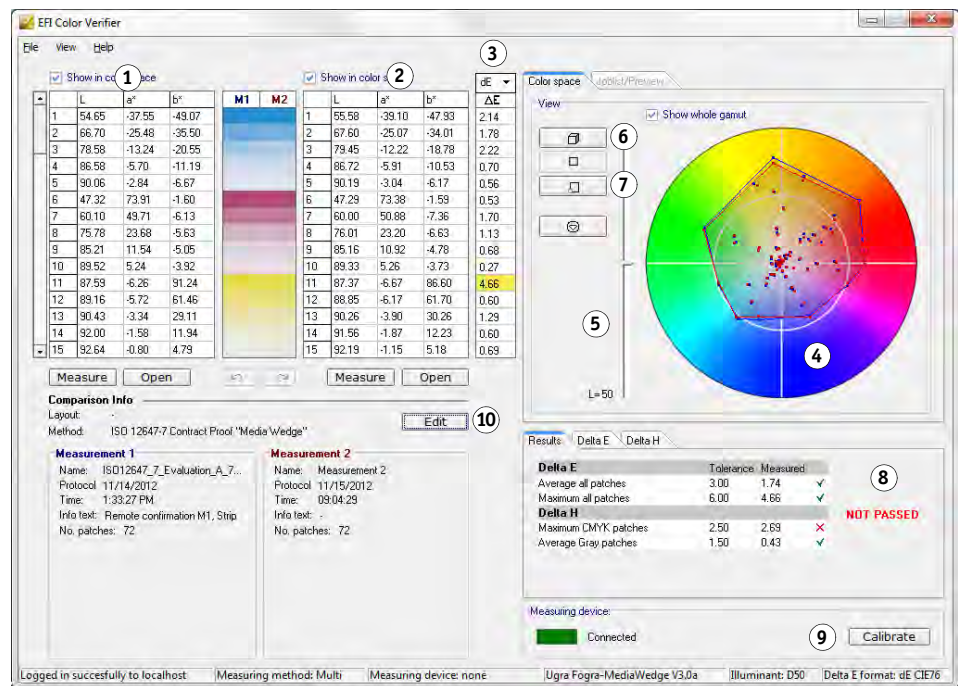 EFI Color Verifier
File View Help
Show in co 1 ace
Show in color s 2
3
dE
L a* b* M1 M2 L a* b* ΔE
1 54.65 -37.55 -49.07 1 55.58 -39.10 -47.93 2.14
2 66.70 -25.48 -35.50 2 67.60 -25.07 -34.01 1.78
3 78.58 -13.24 -20.55 3 79.45 -12.22 -18.78 2.22
4 86.58 -5.70 -11.19 4 86.72 -5.91 -10.53 0.70
5 90.06 -2.84 -6.67 5 90.19 -3.04 -6.17 0.56
6 47.32 73.91 -1.60 6 47.29 73.38 -1.59 0.53
7 60.10 49.71 -6.13 7 60.00 50.88 -7.36 1.70
8 75.78 23.68 -5.63 8 76.01 23.20 -6.63 1.13
9 85.21 11.54 -5.05 9 85.16 10.92 -4.78 0.68
10 89.52 5.24 -3.92 10 89.33 5.26 -3.73 0.27
11 87.59 -6.26 91.24 11 87.37 -6.67 86.60 4.66
12 89.16 -5.72 61.46 12 88.85 -6.17 61.70 0.60
13 90.43 -3.34 29.11 13 90.26 -3.90 30.26 1.29
14 92.00 -1.58 11.94 14 91.56 -1.87 12.23 0.60
15 92.64 -0.80 4.79 15 92.19 -1.15 5.18 0.69
Measure Open Measure Open
Comparison Info
Layout: -
Method: ISO 12647-7 Contract Proof "Media Wedge"
Edit 10
Measurement 1
Name: ISO12647_7_Evaluation_A_7...
Protocol 11/14/2012
Time: 1:33:27 PM
Info text: Remote confirmation M1, Strip
No. patches: 72
Measurement 2
Name: Measurement 2
Protocol 11/15/2012
Time: 09:04:29
Info text: -
No. patches: 72
Color space Joblist/Preview
View
Show whole gamut
6
7
5
4
L=50
Results Delta E Delta H
Delta E Tolerance Measured
Average all patches 3.00 1.74
Maximum all patches 6.00 4.66
Delta H
Maximum CMYK patches 2.50 2.69
Average Gray patches 1.50 0.43
8
NOT PASSED
Measuring device:
Connected
9 Calibrate
Logged in succesfully to localhost Measuring method: Multi Measuring device: none Ugra Fogra-MediaWedge V3.0a Illuminant: D50 Delta E format: dE CIE76